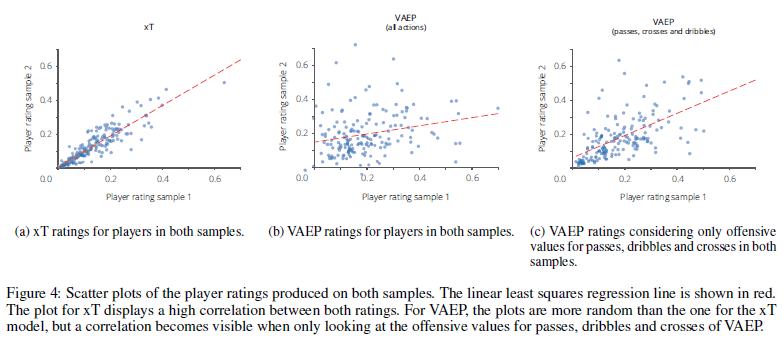 xT
Player rating sample 2
0.6
0.4
0.2
0.0
0.2
0.4
0.6
Player rating sample 1
VAEP
(all actions)
Player rating sample 2
0.6
0.4
0.2
0.0
0.2
0.4
0.6
Player rating sample 1
VAEP
(passes, crosses and dribbles)
Player rating sample 2
0.6
0.4
0.2
0.0
0.2
0.4
0.6
Player rating sample 1
(a) xT ratings for players in both samples.
(b) VAEP ratings for players in both samples.
(c) VAEP ratings considering only offensive
values for passes, dribbles and crosses in both
samples.
Figure 4: Scatter plots of the player ratings produced on both samples. The linear least squares regression line is shown in red.
The plot for xT displays a high correlation between both ratings. For VAEP, the plots are more random than the one for the xT
model, but a correlation becomes visible when only looking at the offensive values for passes, dribbles and crosses of VAEP.